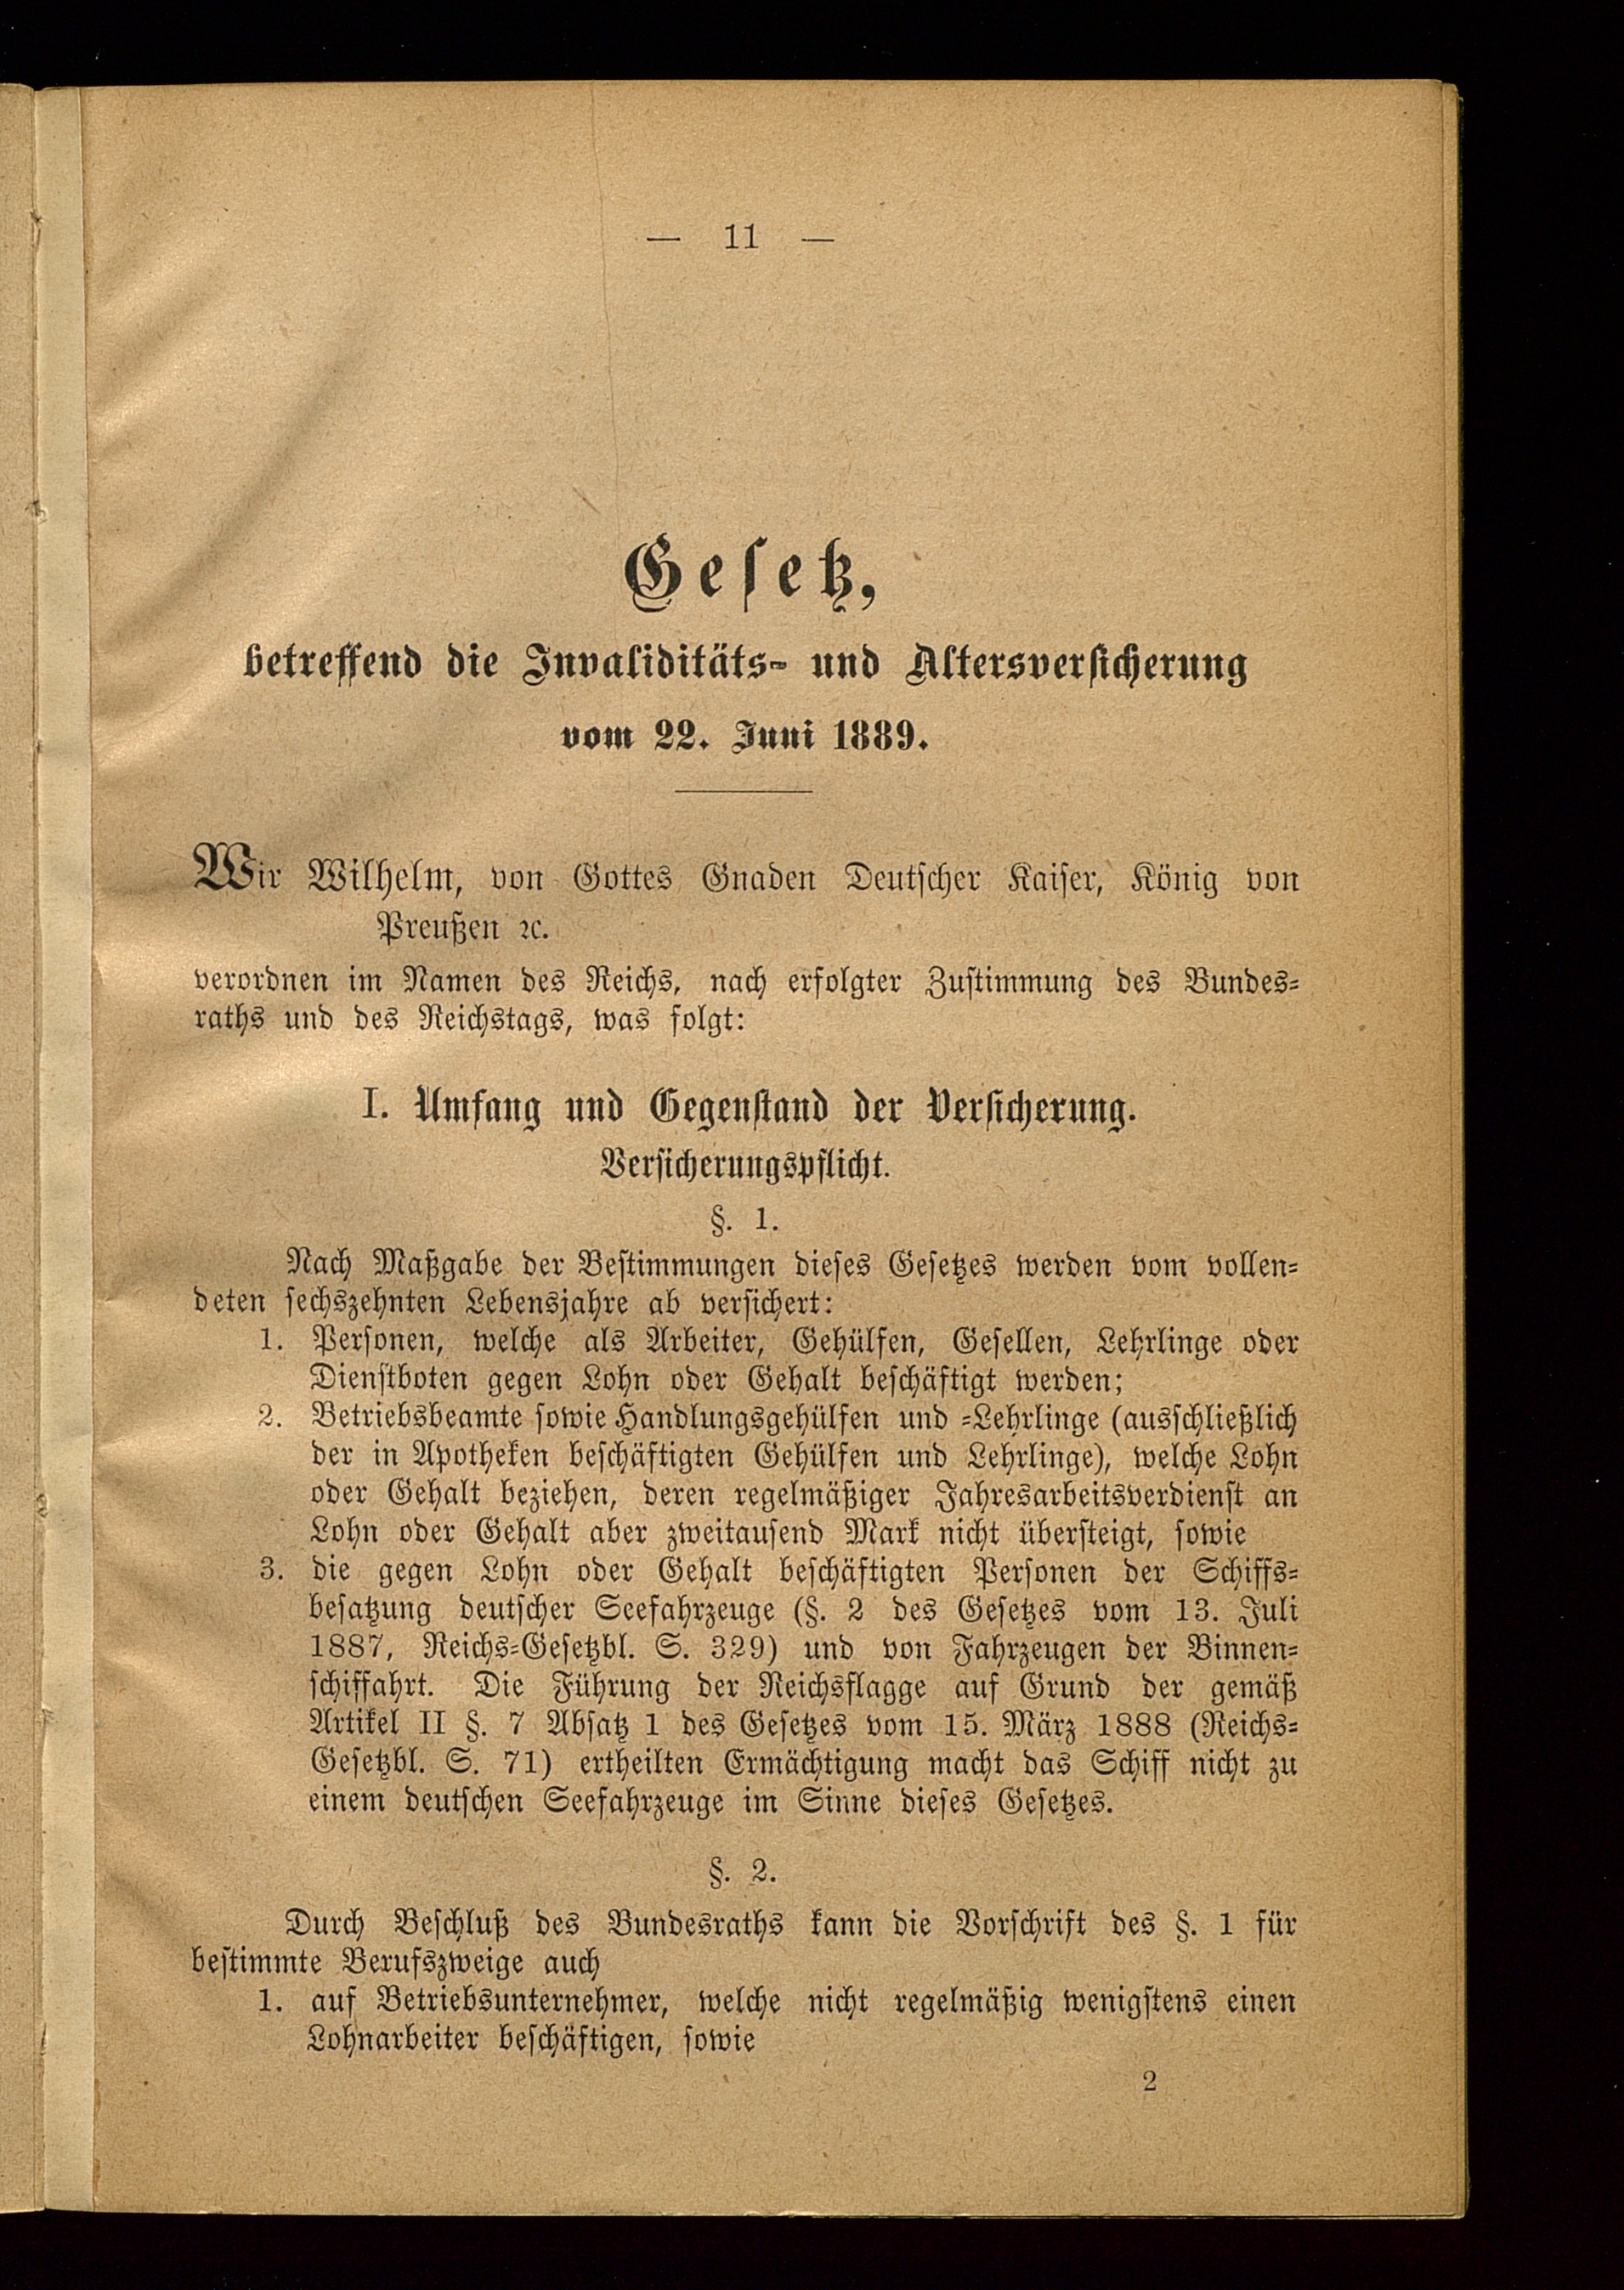 — 11 —
Gesetz,
betreffend die Invaliditäts- und Altersversicherung
vom 22. Juni 1889.
Wir Wilhelm, von Gottes Gnaden Deutscher Kaiser, König von
Preußen ꝛc.
verordnen im Namen des Reichs, nach erfolgter Zustimmung des Bundes-
raths und des Reichstags, was folgt:
I. Umfang und Gegenstand der Versicherung.
Versicherungspflicht.
§. 1.
Nach Maßgabe der Bestimmungen dieses Gesetzes werden vom vollen-
deten sechszehnten Lebensjahre ab versichert:
1. Personen, welche als Arbeiter, Gehülfen, Gesellen, Lehrlinge oder
Dienstboten gegen Lohn oder Gehalt beschäftigt werden;
2. Betriebsbeamte sowie Handlungsgehülfen und -Lehrlinge (ausschließlich
der in Apotheken beschäftigten Gehülfen und Lehrlinge), welche Lohn
oder Gehalt beziehen, deren regelmäßiger Jahresarbeitsverdienst an
Lohn oder Gehalt aber zweitausend Mark nicht übersteigt, sowie
3. die gegen Lohn oder Gehalt beschäftigten Personen der Schiffs-
besatzung deutscher Seefahrzeuge (§. 2 des Gesetzes vom 13. Juli
1887, Reichs-Gesetzbl. S. 329) und von Fahrzeugen der Binnen-
schiffahrt. Die Führung der Reichsflagge auf Grund der gemäß
Artikel II §. 7 Absatz 1 des Gesetzes vom 15. März 1888 (Reichs-
Gesetzbl. S. 71) ertheilten Ermächtigung macht das Schiff nicht zu
einem deutschen Seefahrzeuge im Sinne dieses Gesetzes.
§. 2.
Durch Beschluß des Bundesraths kann die Vorschrift des §. 1 für
bestimmte Berufszweige auch
1. auf Betriebsunternehmer, welche nicht regelmäßig wenigstens einen
Lohnarbeiter beschäftigen, sowie
2